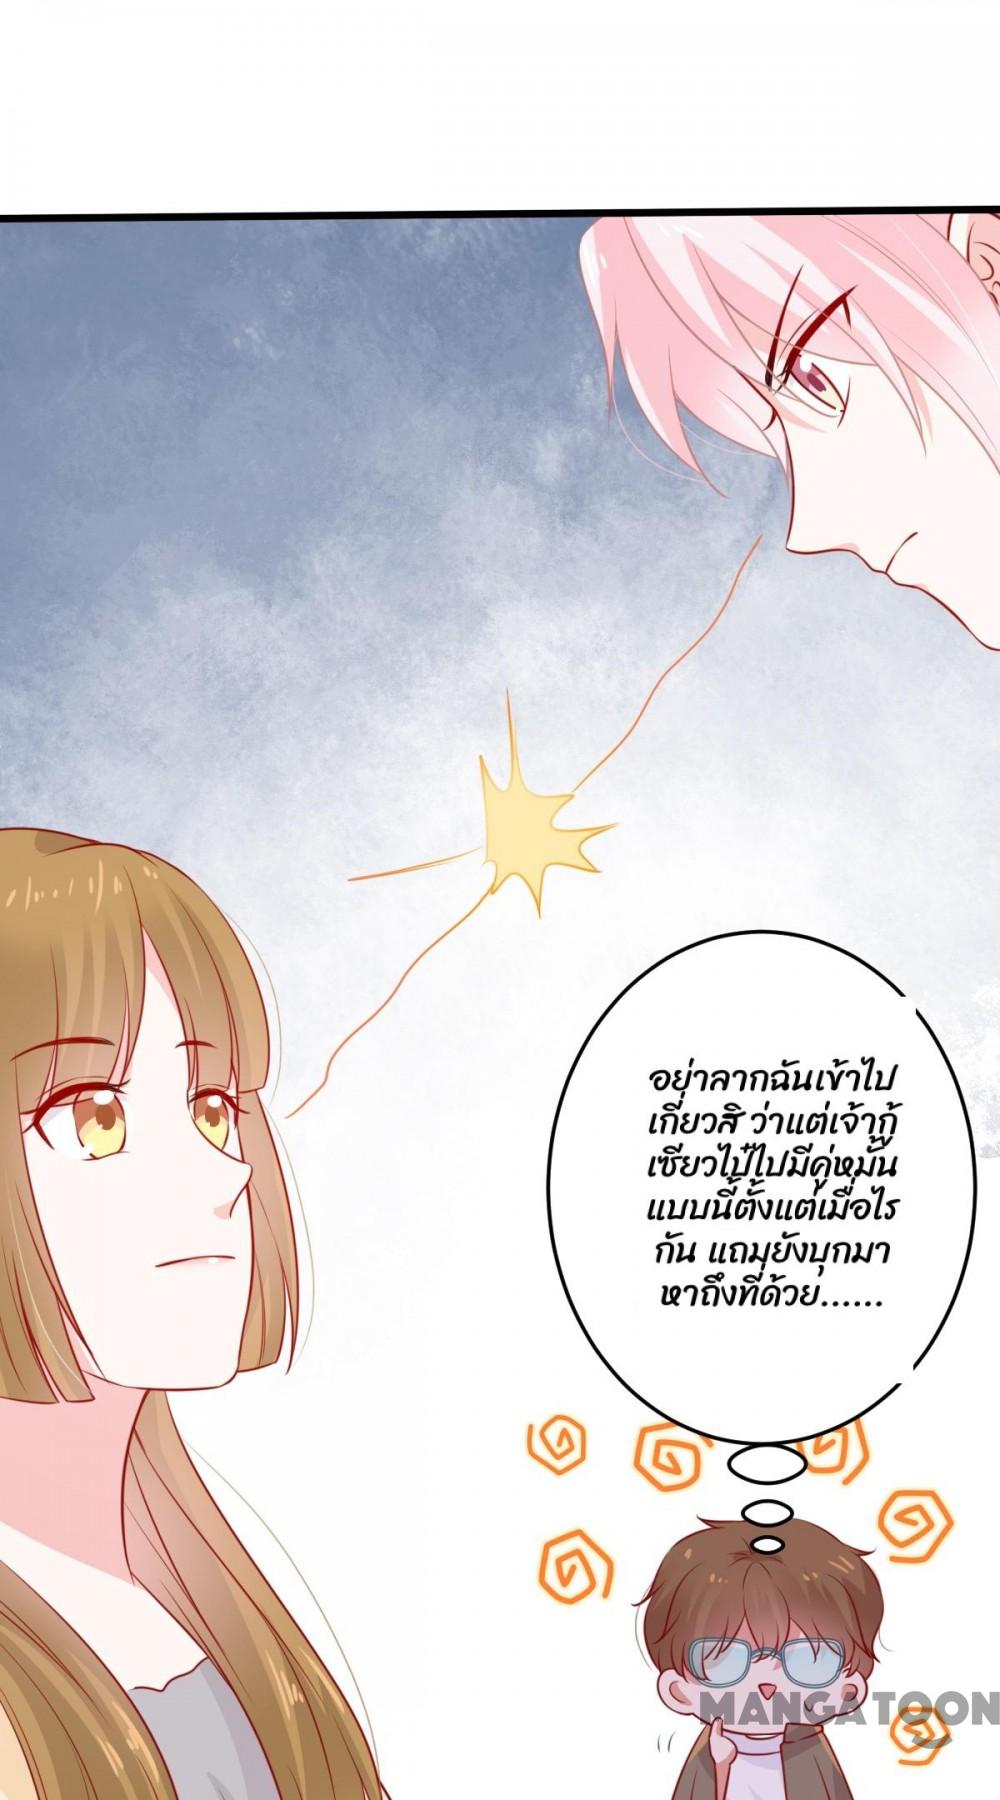 อย่าลากฉันเข้าไป
เกี่ยวสิ ว่าแต่เจ้ากู้
เซียวไป๋ไปมีคู่หมั้น
แบบนี้ตั้งแต่เมื่อไร
กัน แถมยังบุกมา
หาถึงที่ด้วย......
MANGATOON